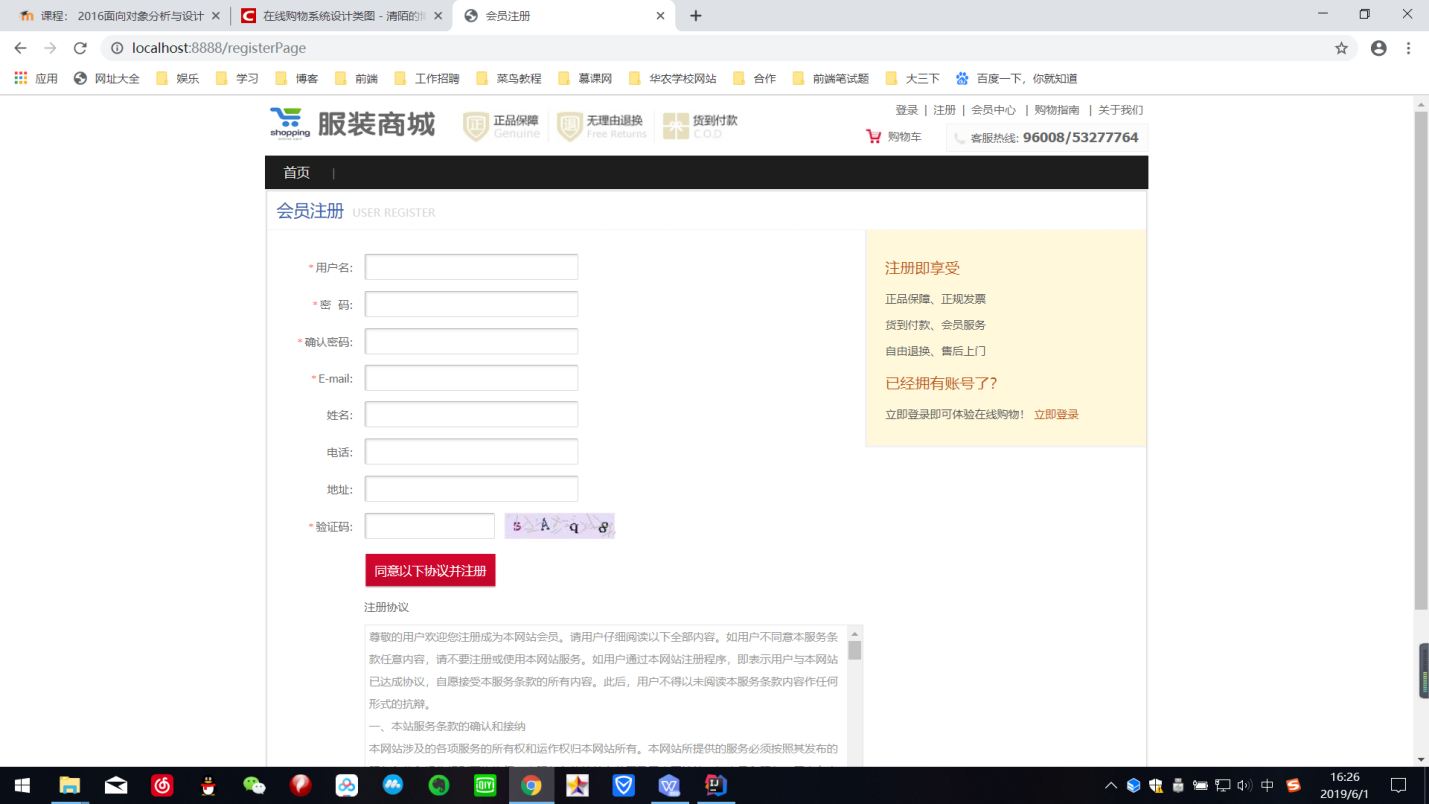 课程： 2016面向对象分析与设计
在线购物系统设计类图 - 清陌的
会员注册
localhost:8888/registerPage
应用 网址大全 娱乐 学习 博客 前端 工作招聘 菜鸟教程 慕课网 华农学校网站 合作 前端笔试题 大三下 百度一下，你就知道
shopping 服装商城
正 正品保障 Genuine
退 无理由退换 Free Returns
货到付款 C.O.D
登录 | 注册 | 会员中心 | 购物指南 | 关于我们
购物车 客服热线: 96008/53277764
首页 |
会员注册 USER REGISTER
*用户名:
*密 码:
*确认密码:
*E-mail:
姓名:
电话:
地址:
*验证码: 5 A q 8
同意以下协议并注册
注册协议
尊敬的用户欢迎您注册成为本网站会员。请用户仔细阅读以下全部内容。如用户不同意本服务条
款任意内容，请不要注册或使用本网站服务。如用户通过本网站注册程序，即表示用户与本网站
已达成协议，自愿接受本服务条款的所有内容。此后，用户不得以未阅读本服务条款内容作任何
形式的抗辩。
一、本站服务条款的确认和接纳
本网站涉及的各项服务的所有权和运作权归本网站所有。本网站所提供的服务必须按照其发布的
注册即享受
正品保障、正规发票
货到付款、会员服务
自由退换、售后上门
已经拥有账号了？
立即登录即可体验在线购物！ 立即登录
DIY
IJ
中
16:26
2019/6/1